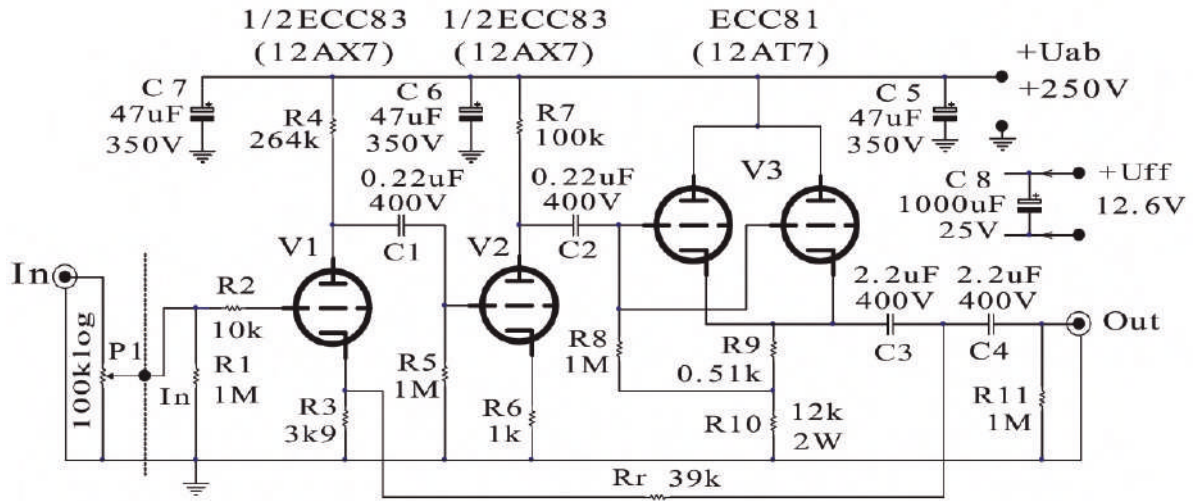 1/2ECC83
(12AX7)
1/2ECC83
(12AX7)
ECC81
(12AT7)
+Uab
+250V
C 7
47uF
350V
R4
264k
C 6
47uF
350V
R7
100k
C 5
47uF
350V
V3
0.22uF
400V
C1
0.22uF
400V
C2
C 8
1000uF
25V
+Uff
12.6V
V1
V2
In
P1
100klog
In
R2
10k
R1
1M
R3
3k9
R5
1M
R6
1k
R8
1M
R9
0.51k
R10
12k
2W
2.2uF
400V
C3
2.2uF
400V
C4
R11
1M
Out
Rr 39k